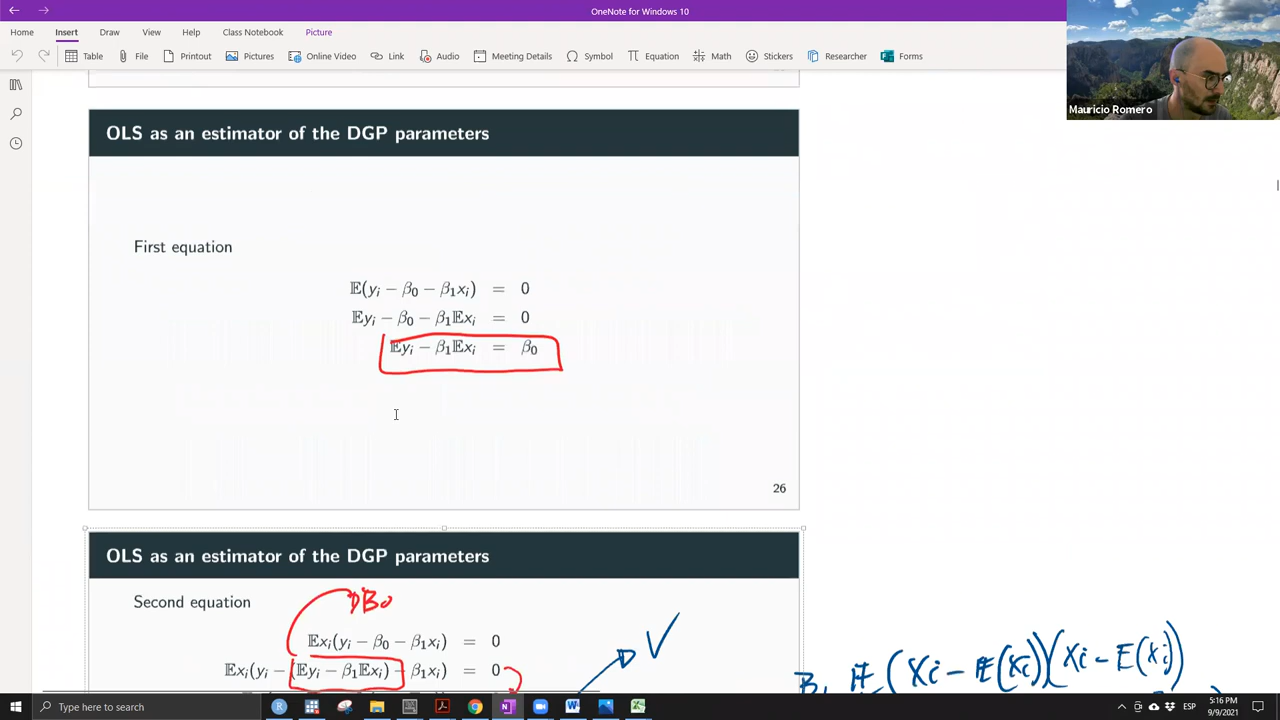 OneNote for Windows 10
Home Insert Draw View Help Class Notebook Picture
Table File Printout Pictures Online Video Link Audio Meeting Details Symbol Equation Math Stickers Researcher Forms
Mauricio Romero
OLS as an estimator of the DGP parameters
First equation
𝔼(yᵢ − β₀ − β₁xᵢ) = 0
𝔼yᵢ − β₀ − β₁𝔼xᵢ = 0
𝔼yᵢ − β₁𝔼xᵢ = β₀
26
OLS as an estimator of the DGP parameters
Second equation
𝔼xᵢ(yᵢ − β₀ − β₁xᵢ) = 0
𝔼xᵢ(yᵢ − (𝔼yᵢ − β₁𝔼xᵢ) − β₁xᵢ) = 0
V
𝔼(Xi − 𝔼(Xi))(Xi − E(Xi))
Type here to search
ESP
5:16 PM
9/9/2021